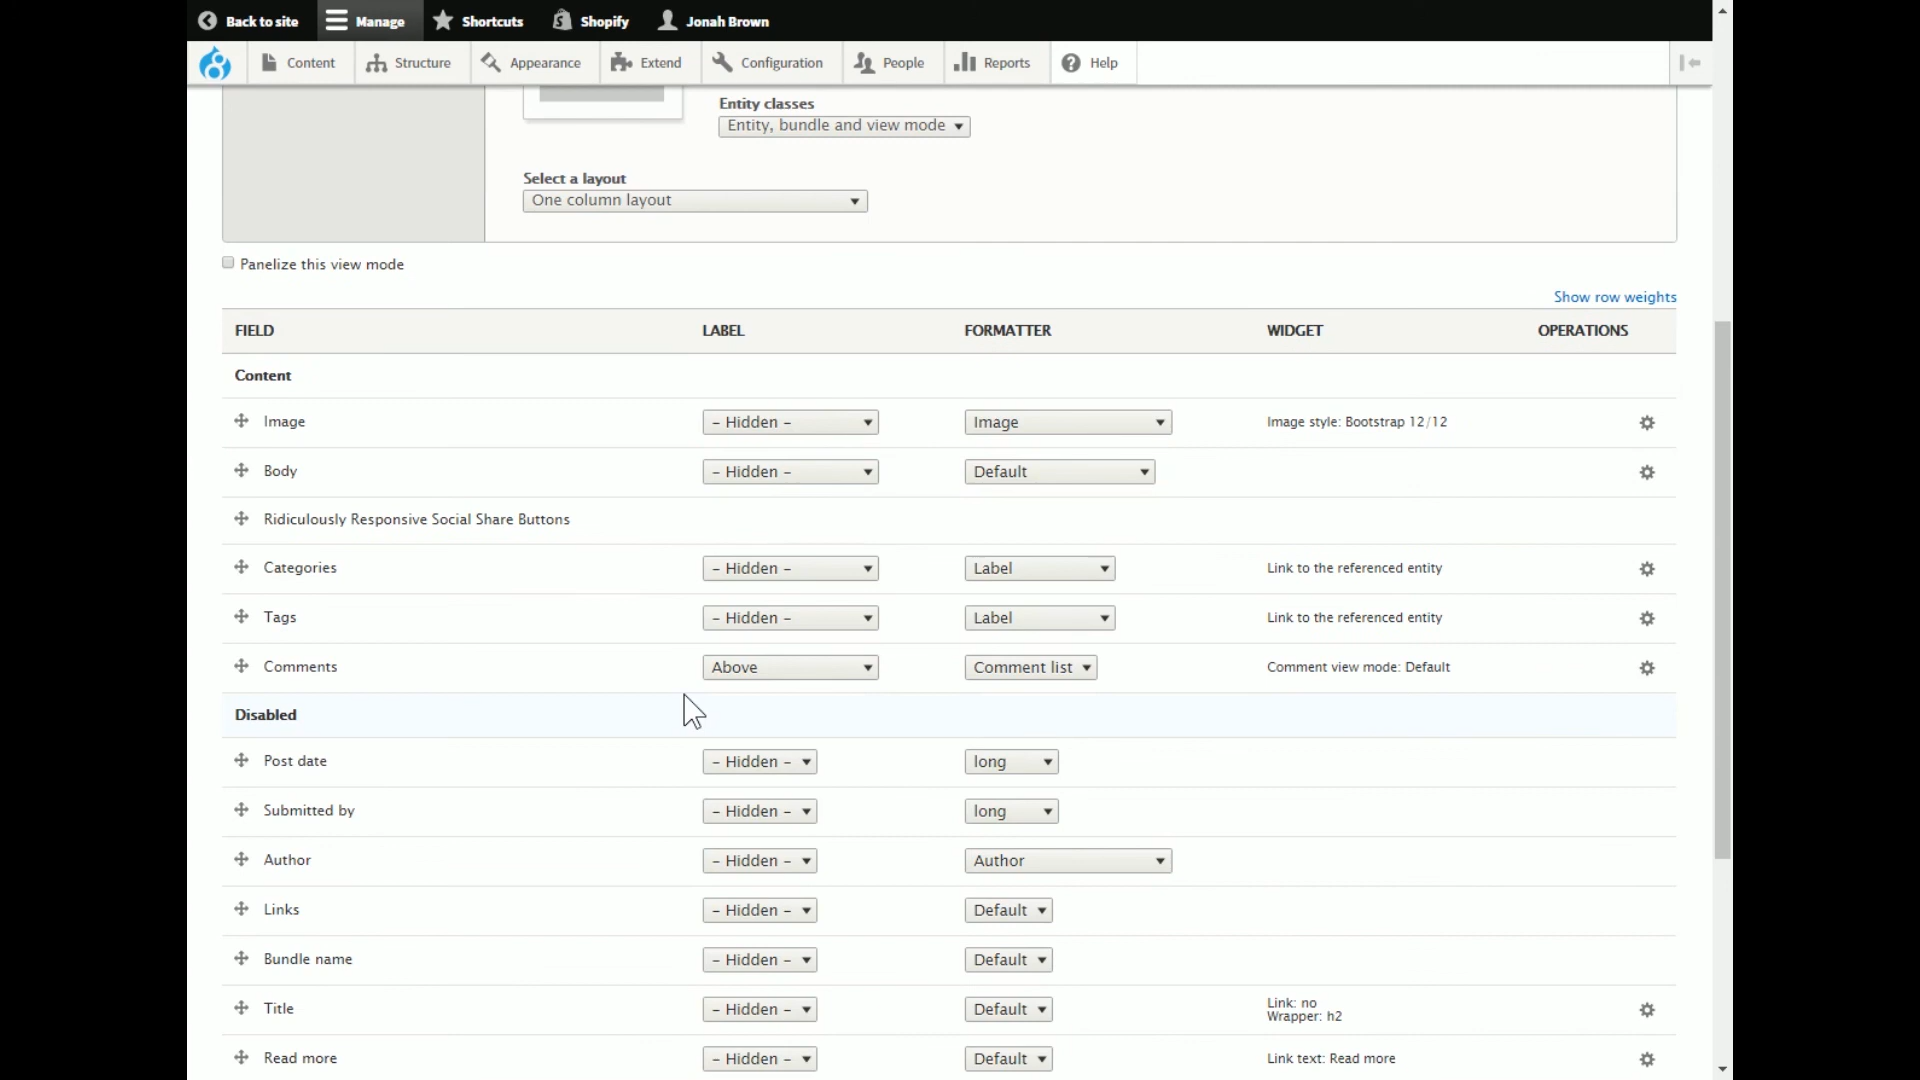 Back to site Manage Shortcuts Shopify Jonah Brown
Content Structure Appearance Extend Configuration People Reports Help
Entity classes
Entity, bundle and view mode
Select a layout
One column layout
Panelize this view mode
Show row weights
FIELD LABEL FORMATTER WIDGET OPERATIONS
Content
Image - Hidden - Image Image style: Bootstrap 12/12
Body - Hidden - Default
Ridiculously Responsive Social Share Buttons
Categories - Hidden - Label Link to the referenced entity
Tags - Hidden - Label Link to the referenced entity
Comments Above Comment list Comment view mode: Default
Disabled
Post date - Hidden - long
Submitted by - Hidden - long
Author - Hidden - Author
Links - Hidden - Default
Bundle name - Hidden - Default
Title - Hidden - Default Link: no
Wrapper: h2
Read more - Hidden - Default Link text: Read more